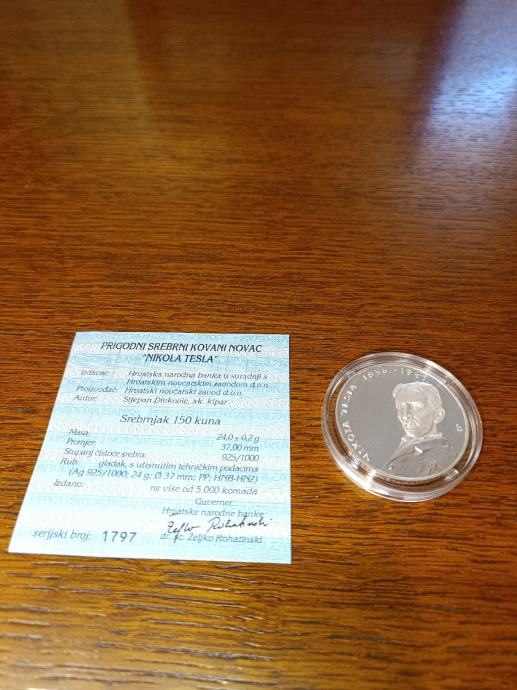 PRIGODNI SREBRNI KOVANI NOVAC
"NIKOLA TESLA"
Izdavač: Hrvatska narodna banka u suradnji s
Hrvatskim novčarskim zavodom d.o.o.
Proizvođač: Hrvatski novčarski zavod d.o.o.
Autor: Stjepan Divković, ak. kipar
Srebrnjak 150 kuna
Masa: 24,0 ± 0,2 g
Promjer: 37,00 mm
Stupanj čistoće srebra: 925/1000
Rub: gladak, s utisnutim tehničkim podacima
(Ag 925/1000; 24 g; Ø 37 mm; PP; HNB-HNZ)
Izdano: ne više od 5.000 komada
Guverner
Hrvatske narodne banke
Željko Rohatinski
serijski broj: 1797 dr. sc. Željko Rohatinski
NIKOLA TESLA 1856.-